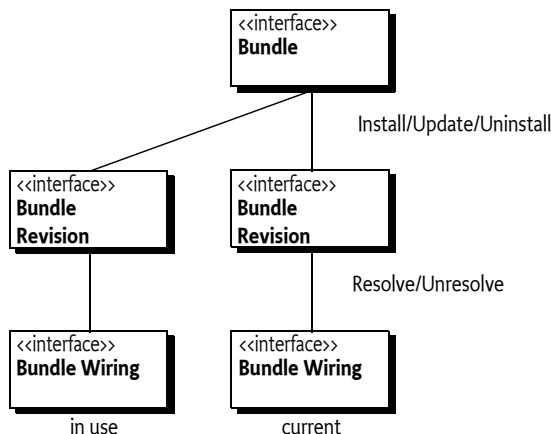 <<interface>>
Bundle
Install/Update/Uninstall
<<interface>>
Bundle
Revision
<<interface>>
Bundle
Revision
Resolve/Unresolve
<<interface>>
Bundle Wiring
<<interface>>
Bundle Wiring
in use
current